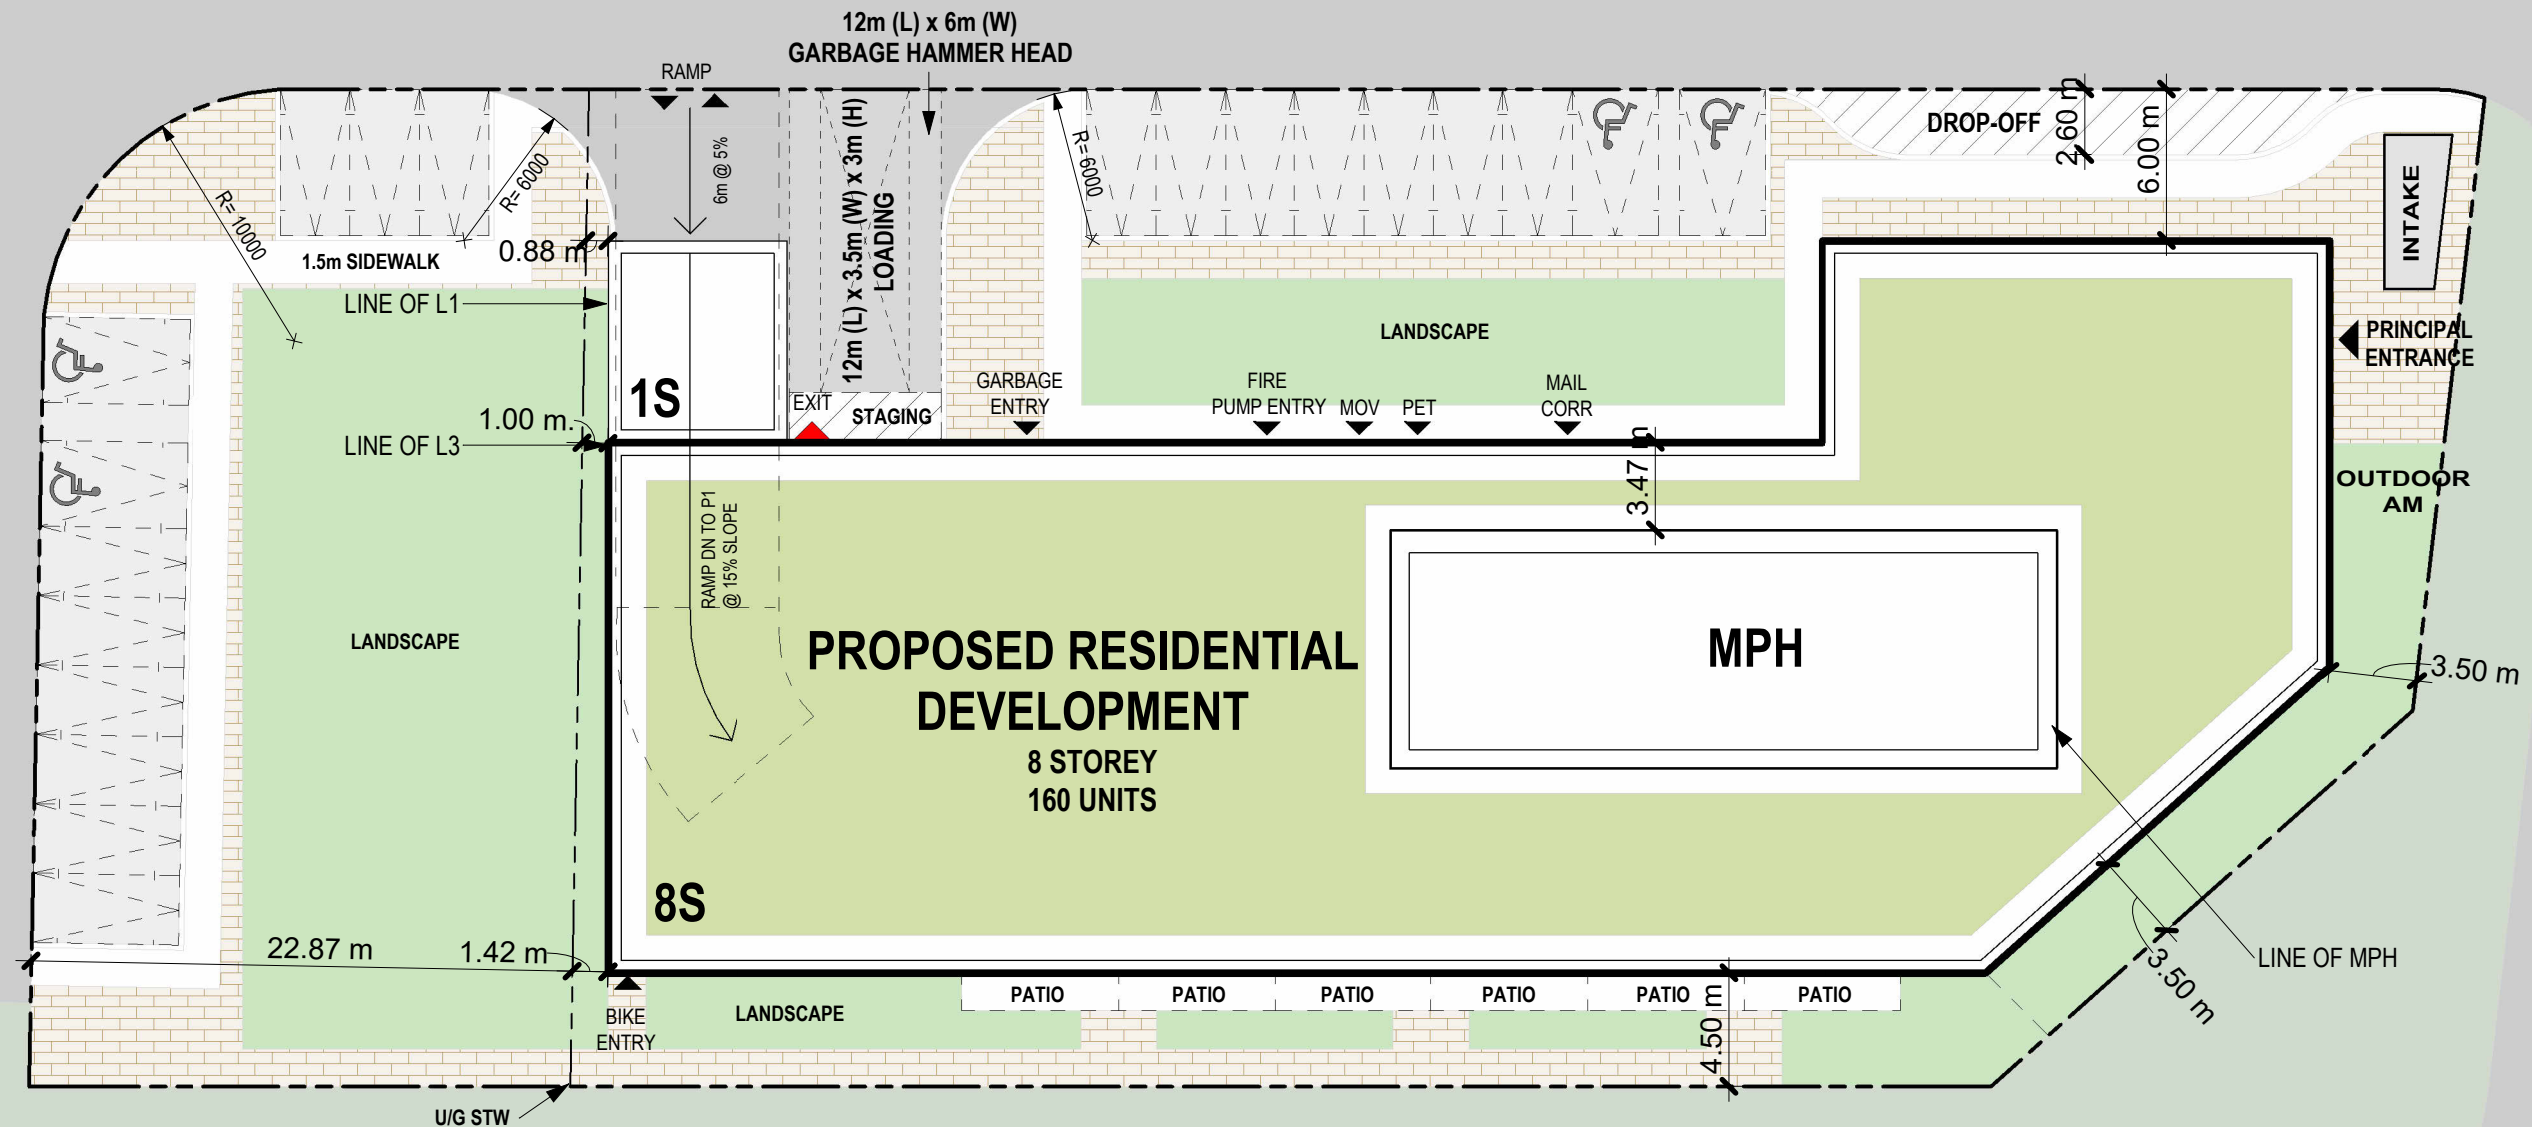 12m (L) x 6m (W)
GARBAGE HAMMER HEAD
RAMP
6m @ 5%
12m (L) x 3.5m (W) x 3m (H)
LOADING
R= 10000
R= 6000
R= 6000
DROP-OFF
2.60 m
6.00 m
INTAKE
1.5m SIDEWALK
0.88 m
LINE OF L1
LANDSCAPE
PRINCIPAL
ENTRANCE
1S
EXIT
STAGING
GARBAGE
ENTRY
FIRE
PUMP ENTRY
MOV
PET
MAIL
CORR
1.00 m.
LINE OF L3
3.47 m
OUTDOOR
AM
RAMP DN TO P1
@ 15% SLOPE
LANDSCAPE
PROPOSED RESIDENTIAL
DEVELOPMENT
8 STOREY
160 UNITS
MPH
3.50 m
8S
22.87 m
1.42 m
LINE OF MPH
3.50 m
BIKE
ENTRY
LANDSCAPE
PATIO
PATIO
PATIO
PATIO
PATIO
PATIO
4.50 m
U/G STW